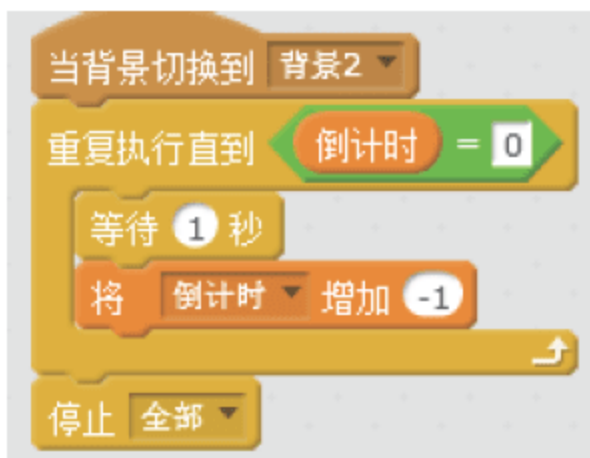 当背景切换到 背景2
重复执行直到 倒计时 = 0
等待 1 秒
将 倒计时 增加 -1
停止 全部